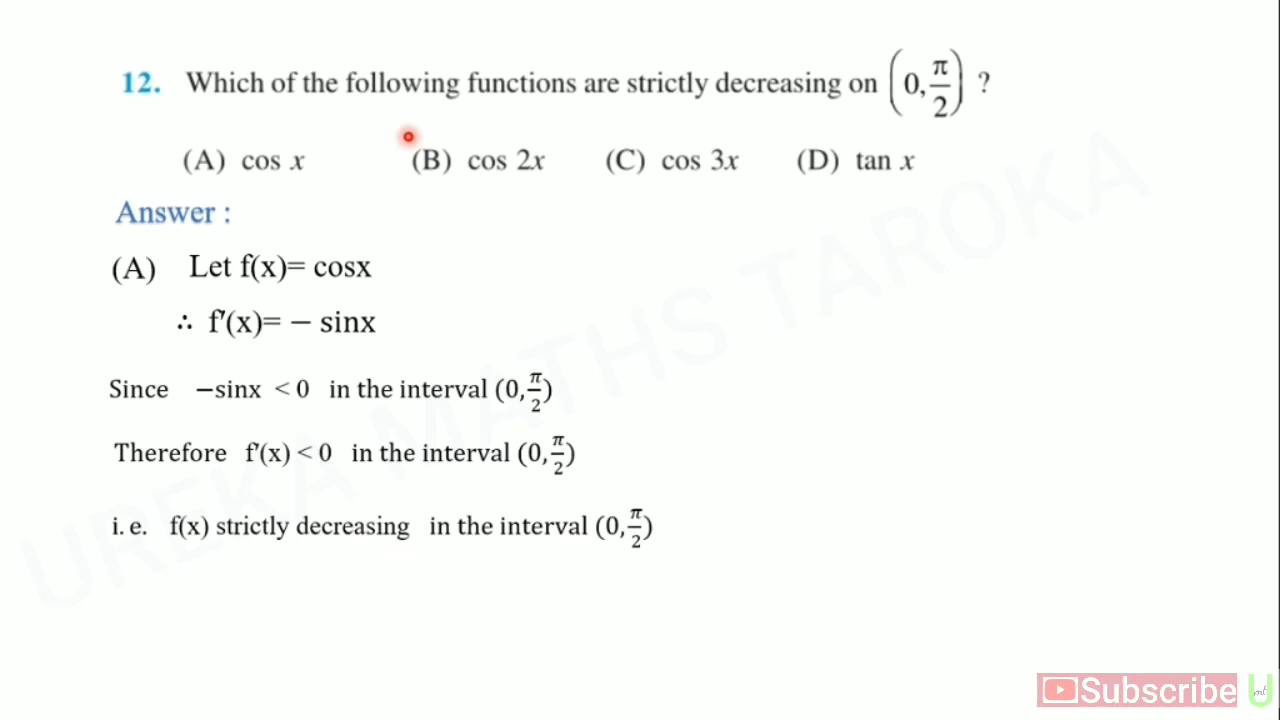 12. Which of the following functions are strictly decreasing on (0, π/2) ?
(A) cos x (B) cos 2x (C) cos 3x (D) tan x
Answer :
(A) Let f(x)= cosx
∴ f'(x)= − sinx
Since −sinx < 0 in the interval (0, π/2)
Therefore f'(x) < 0 in the interval (0, π/2)
i. e. f(x) strictly decreasing in the interval (0, π/2)
UREKA MATHS TAROKA
Subscribe U